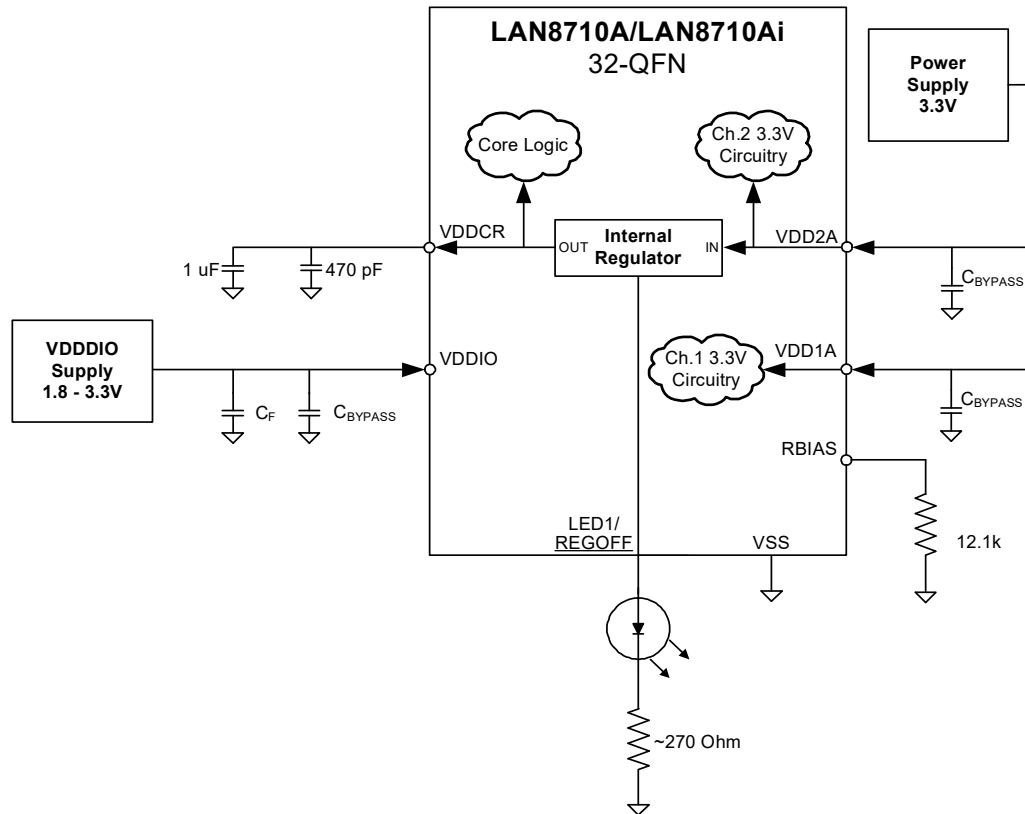 LAN8710A/LAN8710Ai
32-QFN
Power
Supply
3.3V
Core Logic
Ch.2 3.3V
Circuitry
VDDCR
OUT
Internal
Regulator
IN
VDD2A
1 uF
470 pF
CBYPASS
VDDDIO
Supply
1.8 - 3.3V
VDDIO
Ch.1 3.3V
Circuitry
VDD1A
CF
CBYPASS
CBYPASS
RBIAS
LED1/
REGOFF
VSS
12.1k
~270 Ohm